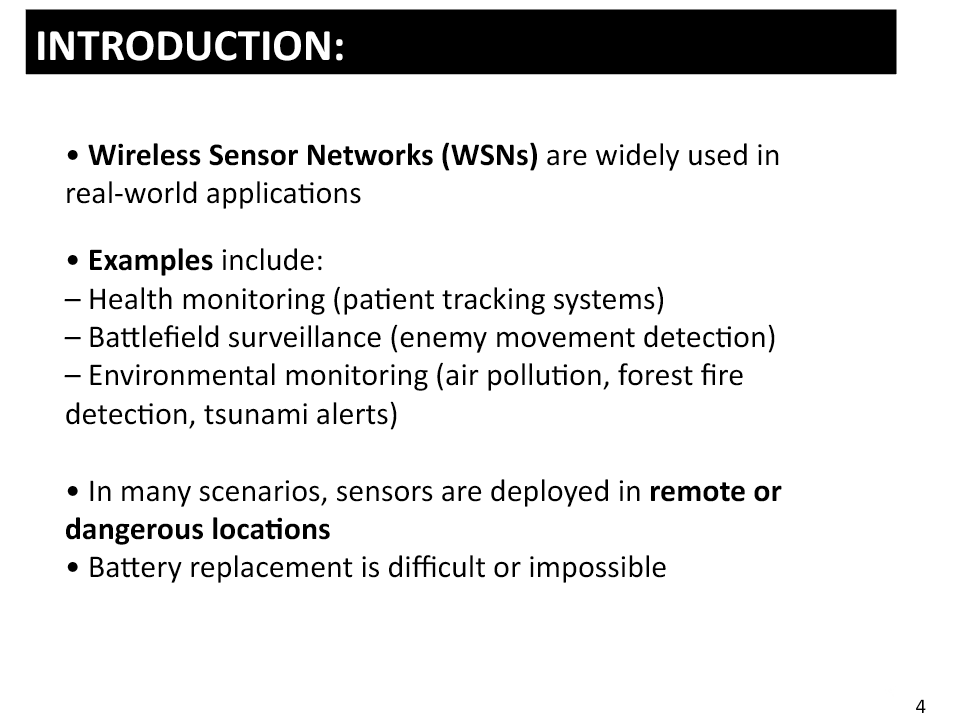 INTRODUCTION:
• Wireless Sensor Networks (WSNs) are widely used in
real-world applications
• Examples include:
– Health monitoring (patient tracking systems)
– Battlefield surveillance (enemy movement detection)
– Environmental monitoring (air pollution, forest fire
detection, tsunami alerts)
• In many scenarios, sensors are deployed in remote or
dangerous locations
• Battery replacement is difficult or impossible
4